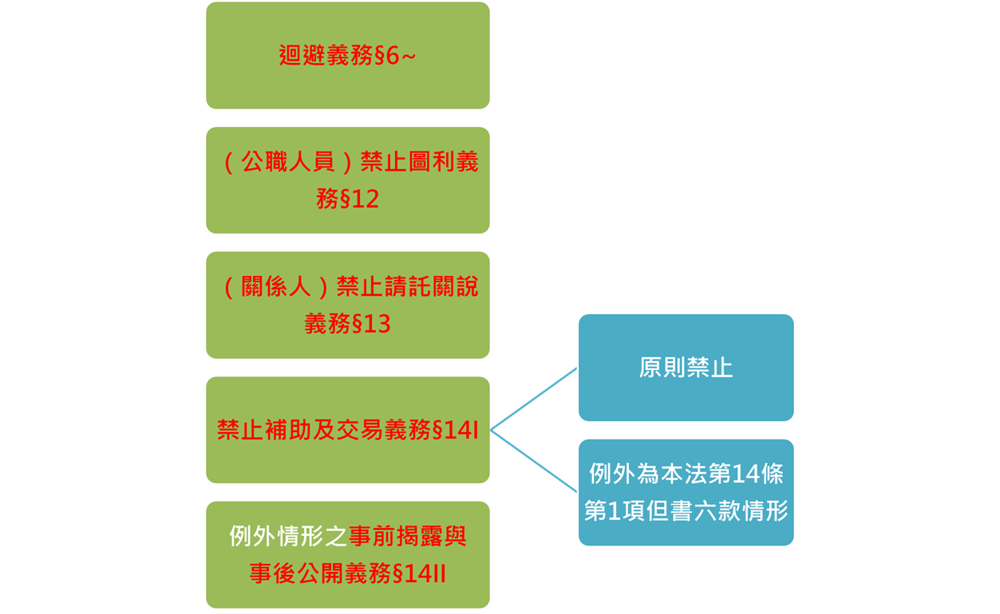 迴避義務§6~
（公職人員）禁止圖利義
務§12
（關係人）禁止請託關說
義務§13
禁止補助及交易義務§14I
原則禁止
例外為本法第14條
第1項但書六款情形
例外情形之事前揭露與
事後公開義務§14II